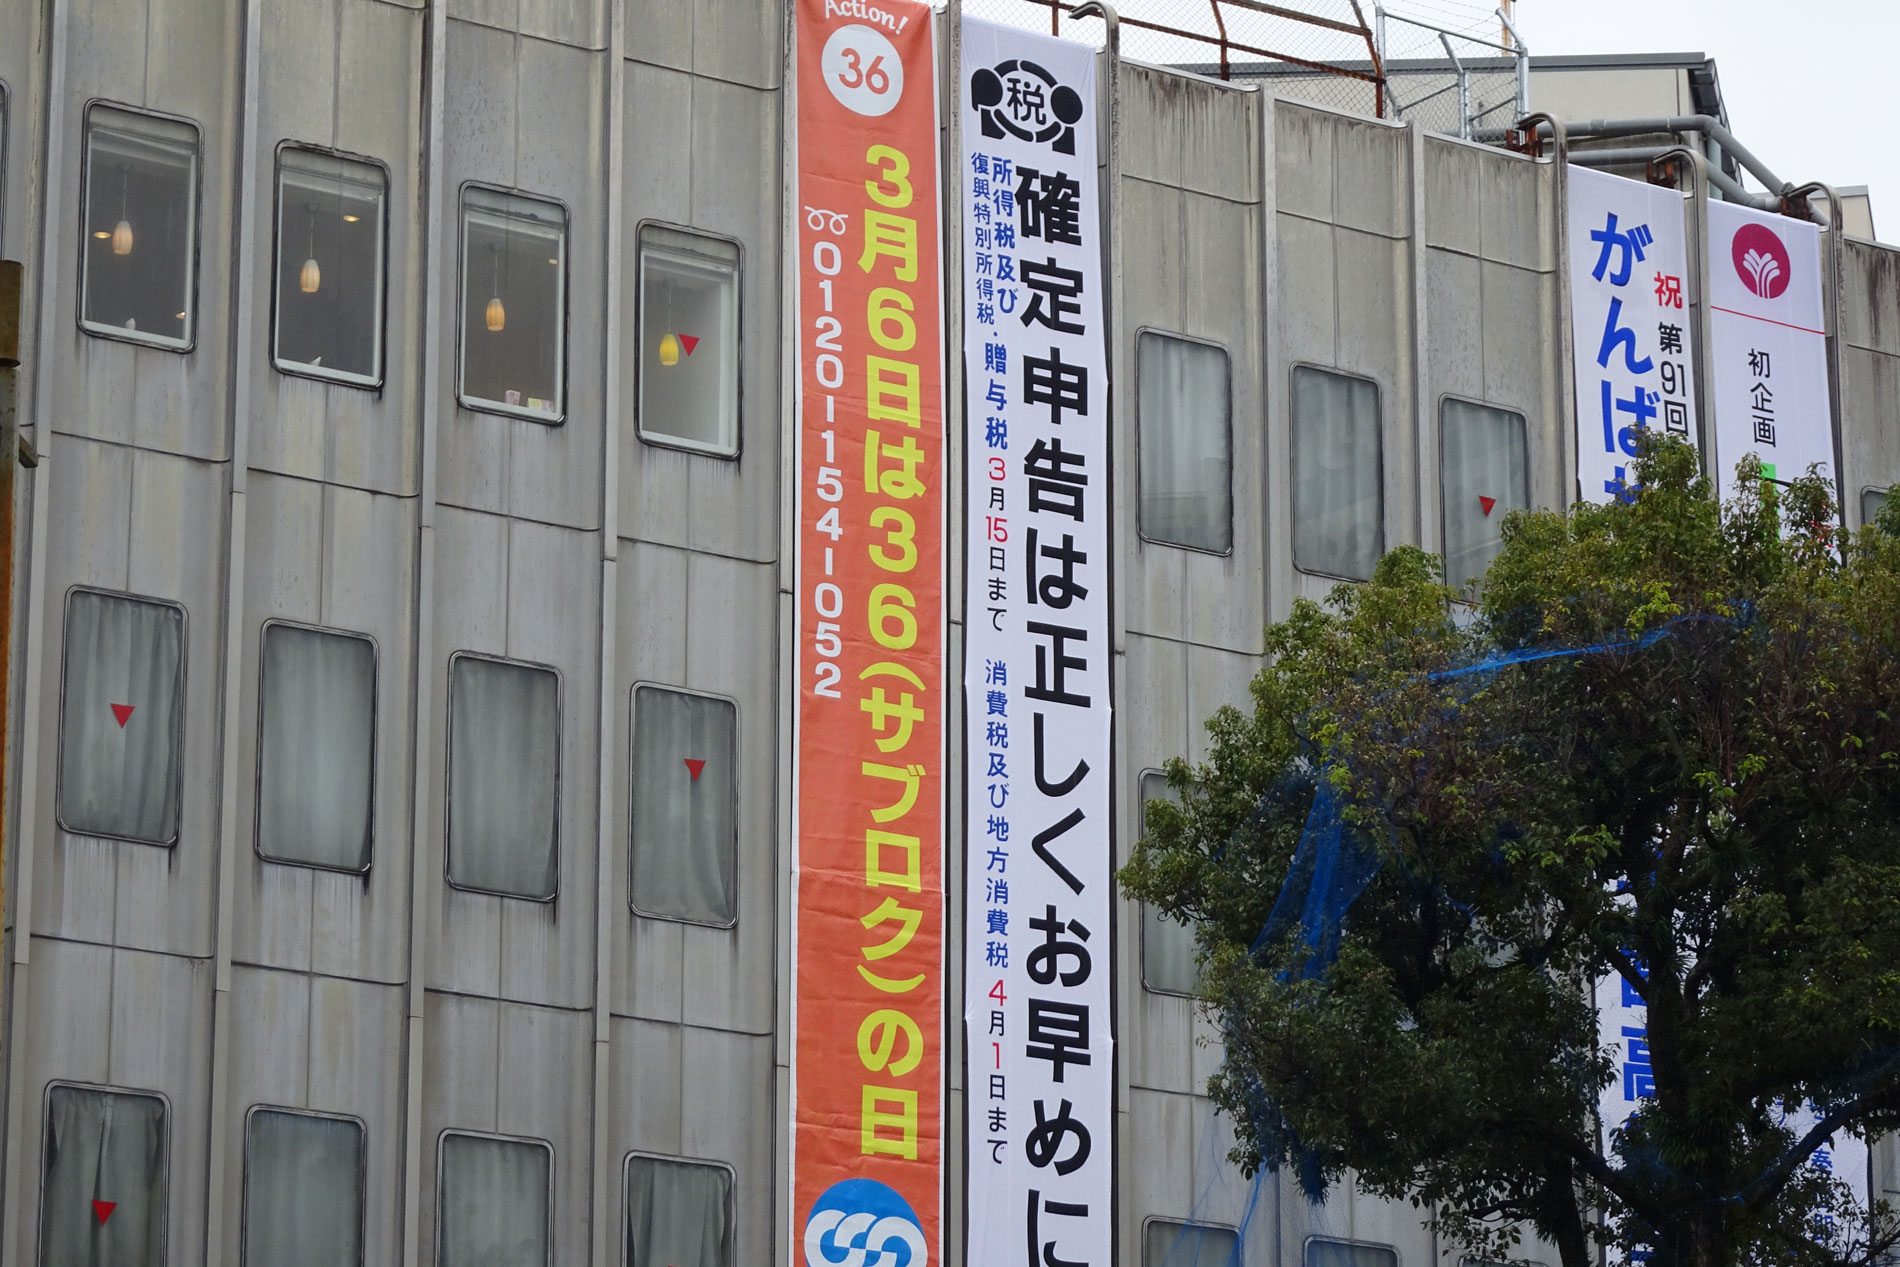 Action!
36
3月6日は36(サブロク)の日
0120-154-052
税
確定申告は正しくお早めに
所得税及び
復興特別所得税
・贈与税3月15日まで 消費税及び地方消費税4月1日まで
祝 第91回
がんば
高
初企画